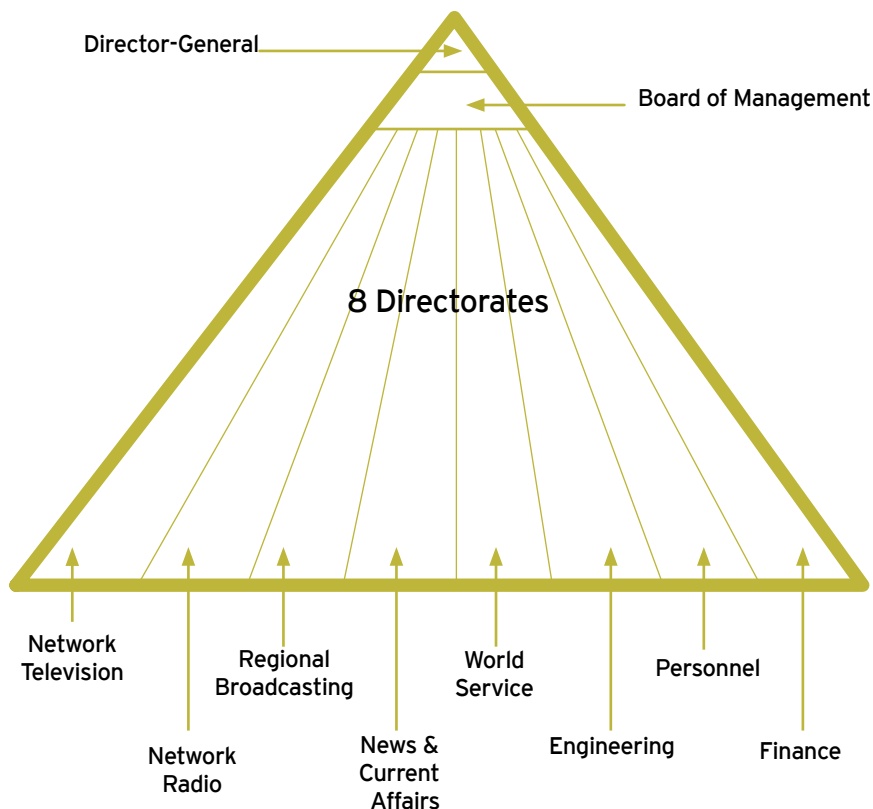 Director-General
Board of Management
8 Directorates
Network
Television
Network
Radio
Regional
Broadcasting
News &
Current
Affairs
World
Service
Engineering
Personnel
Finance